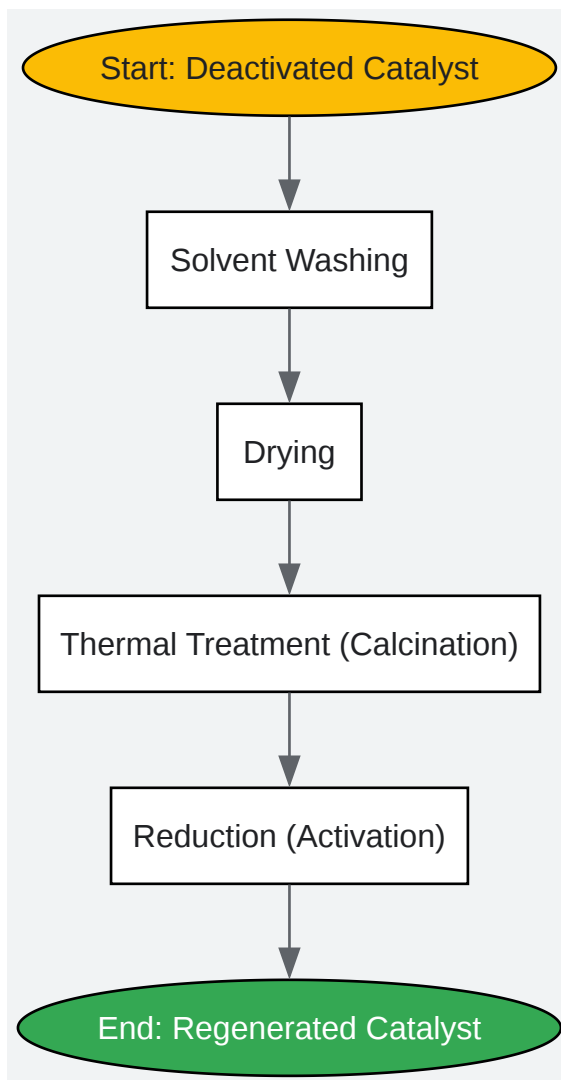 Start: Deactivated Catalyst
Solvent Washing
Drying
Thermal Treatment (Calcination)
Reduction (Activation)
End: Regenerated Catalyst